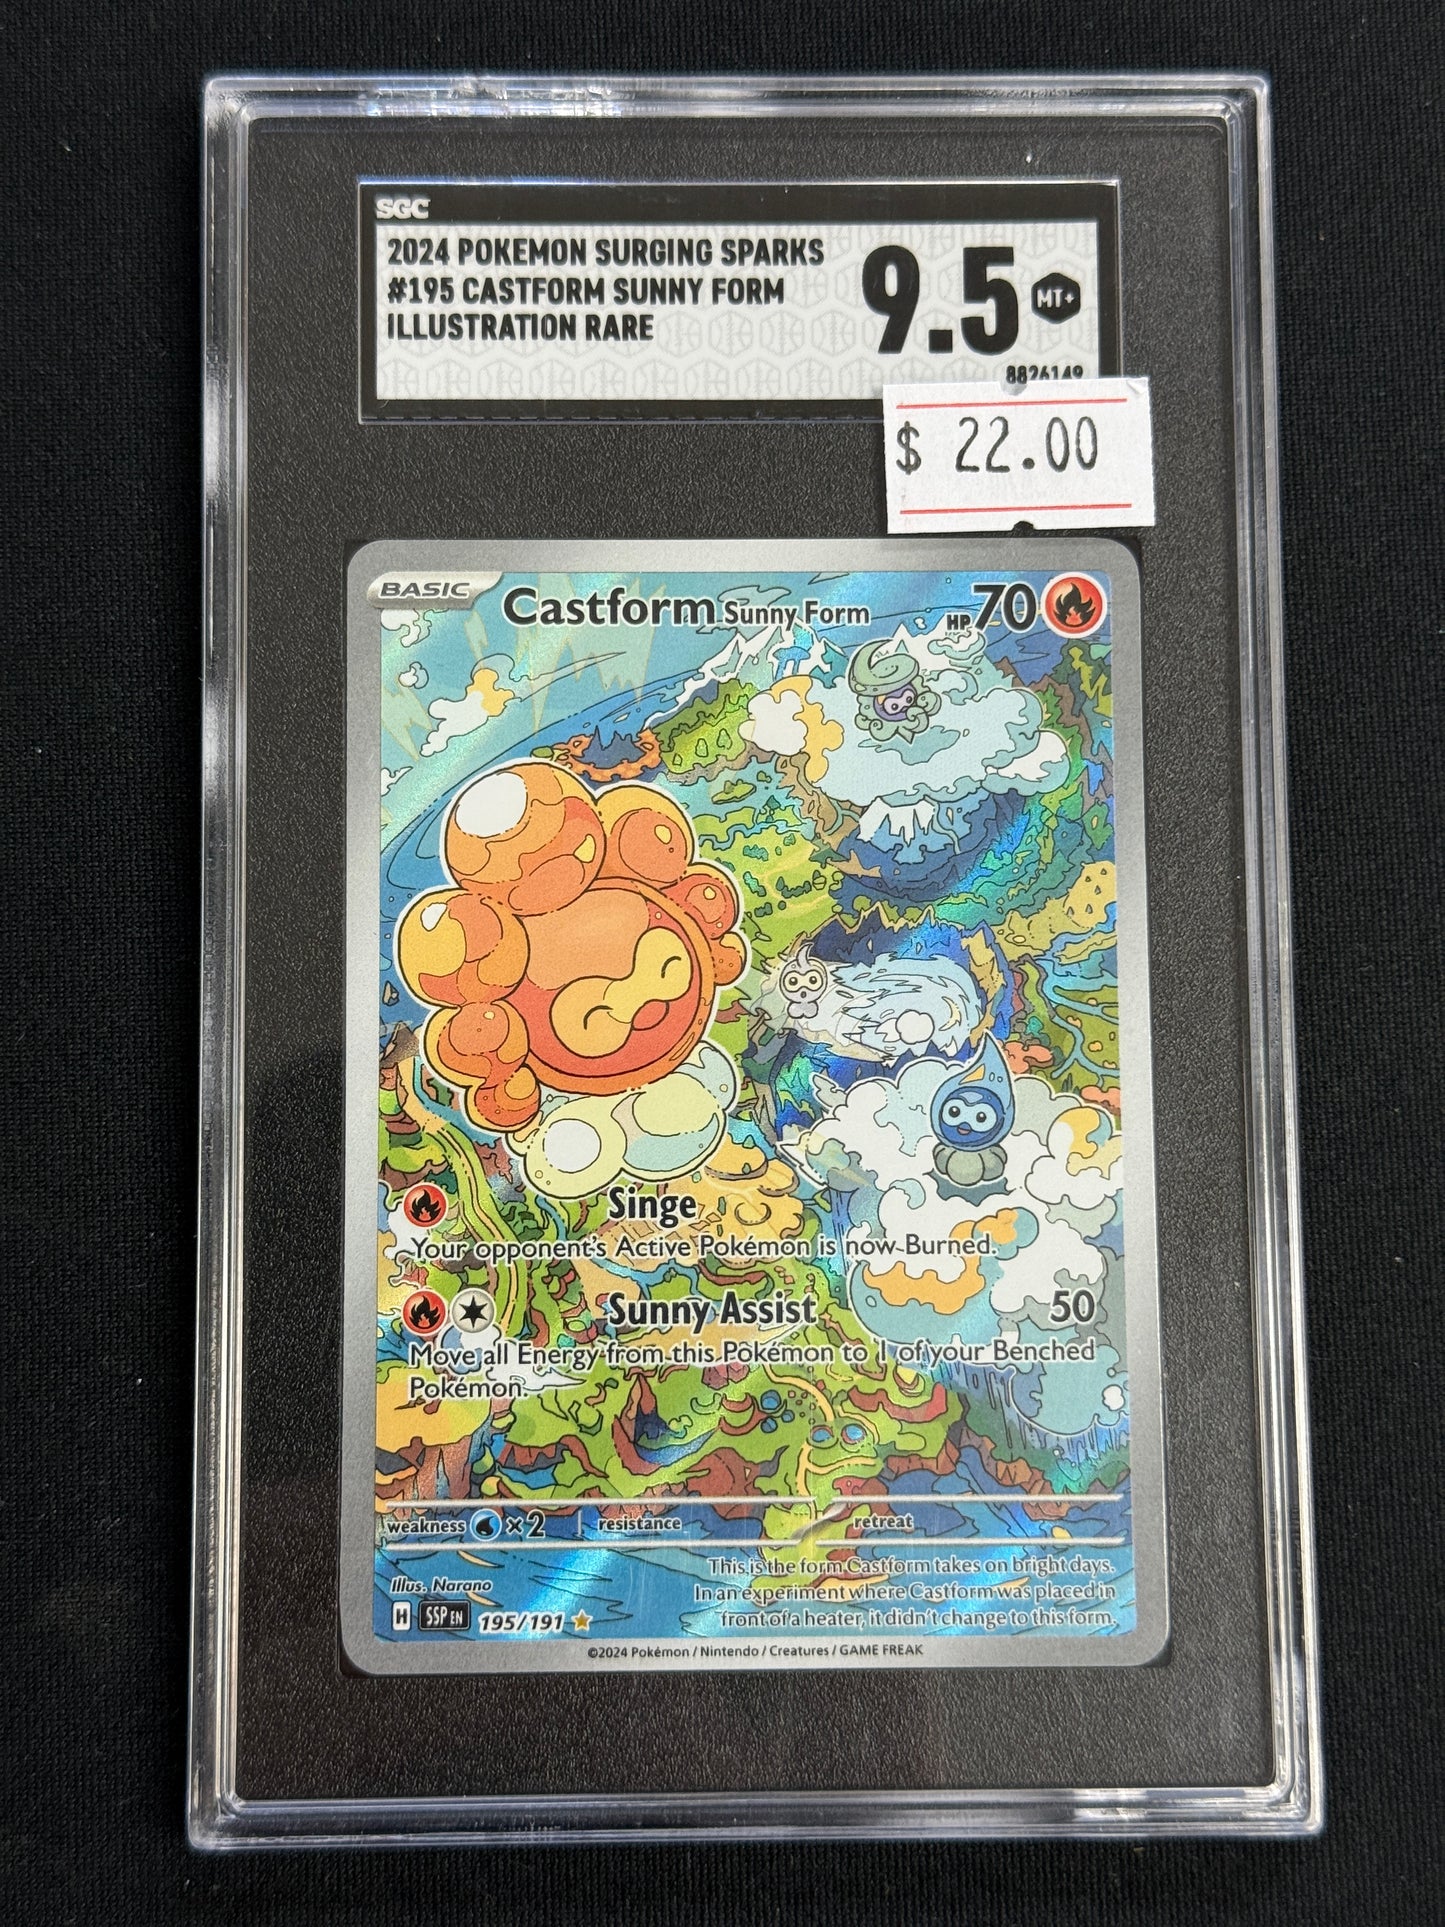 SGC
2024 POKEMON SURGING SPARKS
#195 CASTFORM SUNNY FORM
ILLUSTRATION RARE
9.5 MT+
8826149
$ 22.00
BASIC
Castform Sunny Form HP 70
Singe
Your opponent's Active Pokémon is now Burned.
Sunny Assist 50
Move all Energy from this Pokémon to 1 of your Benched
Pokémon.
weakness ×2 resistance retreat
This is the form Castform takes on bright days.
In an experiment where Castform was placed in
front of a heater, it didn't change to this form.
Illus. Narano
H SSP EN 195/191
©2024 Pokémon / Nintendo / Creatures / GAME FREAK